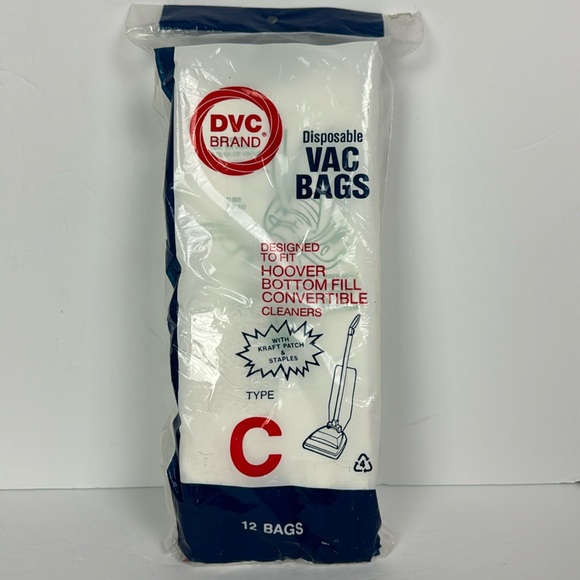 DVC
BRAND®
Disposable
VAC
BAGS
DESIGNED
TO FIT
HOOVER
BOTTOM FILL
CONVERTIBLE
CLEANERS
WITH
KRAFT PATCH
&
STAPLES
TYPE
C
4
12 BAGS